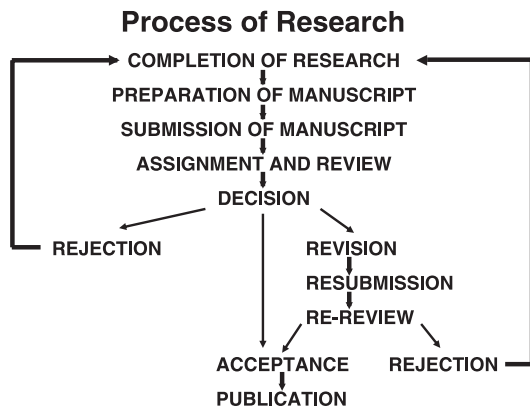 Process of Research
COMPLETION OF RESEARCH
PREPARATION OF MANUSCRIPT
SUBMISSION OF MANUSCRIPT
ASSIGNMENT AND REVIEW
DECISION
REJECTION
REVISION
RESUBMISSION
RE-REVIEW
ACCEPTANCE
REJECTION
PUBLICATION